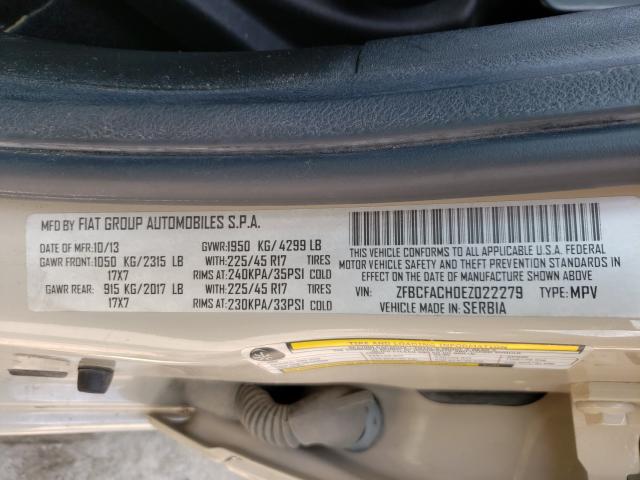 MFD BY FIAT GROUP AUTOMOBILES S.P.A.
DATE OF MFR:10/13 GVWR:1950 KG/ 4299 LB
GAWR FRONT:1050 KG/2315 LB WITH:225/45 R17 TIRES
17X7 RIMS AT:240KPA/35PSI COLD
GAWR REAR: 915 KG/2017 LB WITH:225/45 R17 TIRES
17X7 RIMS AT:230KPA/33PSI COLD
THIS VEHICLE CONFORMS TO ALL APPLICABLE U.S.A. FEDERAL
MOTOR VEHICLE SAFETY AND THEFT PREVENTION STANDARDS IN
EFFECT ON THE DATE OF MANUFACTURE SHOWN ABOVE.
VIN: ZFBCFACH0EZ022279 TYPE: MPV
VEHICLE MADE IN: SERBIA
TIRE AND LOADING INFORMATION